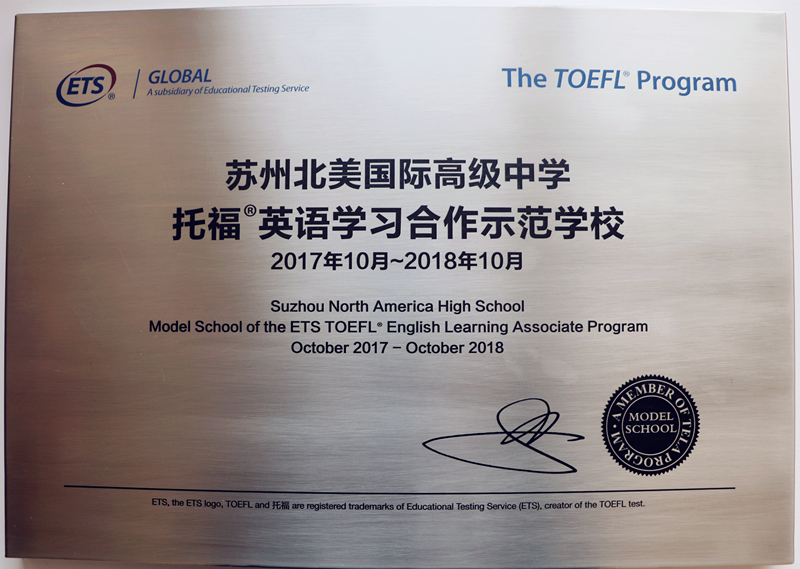 ETS® GLOBAL
A subsidiary of Educational Testing Service
The TOEFL® Program
苏州北美国际高级中学
托福®英语学习合作示范学校
2017年10月~2018年10月
Suzhou North America High School
Model School of the ETS TOEFL® English Learning Associate Program
October 2017 – October 2018
· A MEMBER OF TELA PROGRAM ·
MODEL
SCHOOL
ETS, the ETS logo, TOEFL and 托福 are registered trademarks of Educational Testing Service (ETS), creator of the TOEFL test.